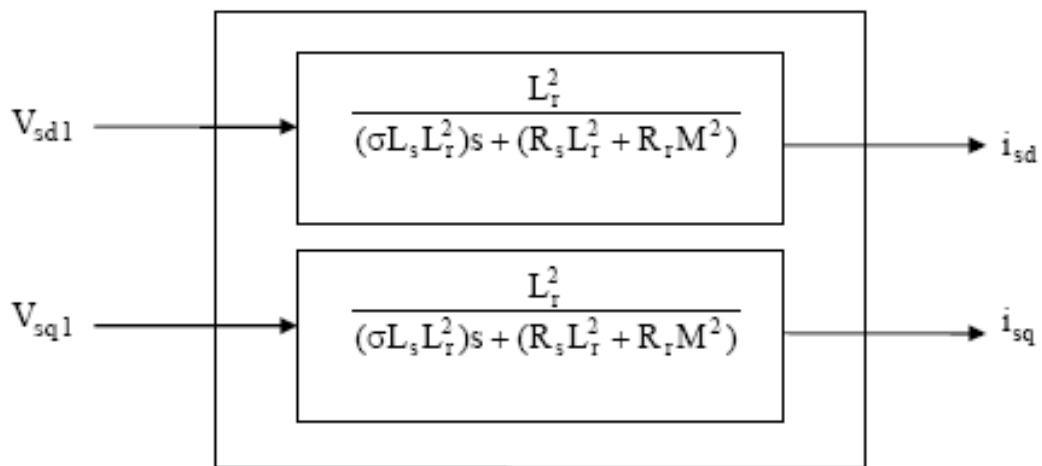 V_sd1
L_r^2
(σL_sL_r^2)s + (R_sL_r^2 + R_rM^2)
i_sd
V_sq1
L_r^2
(σL_sL_r^2)s + (R_sL_r^2 + R_rM^2)
i_sq